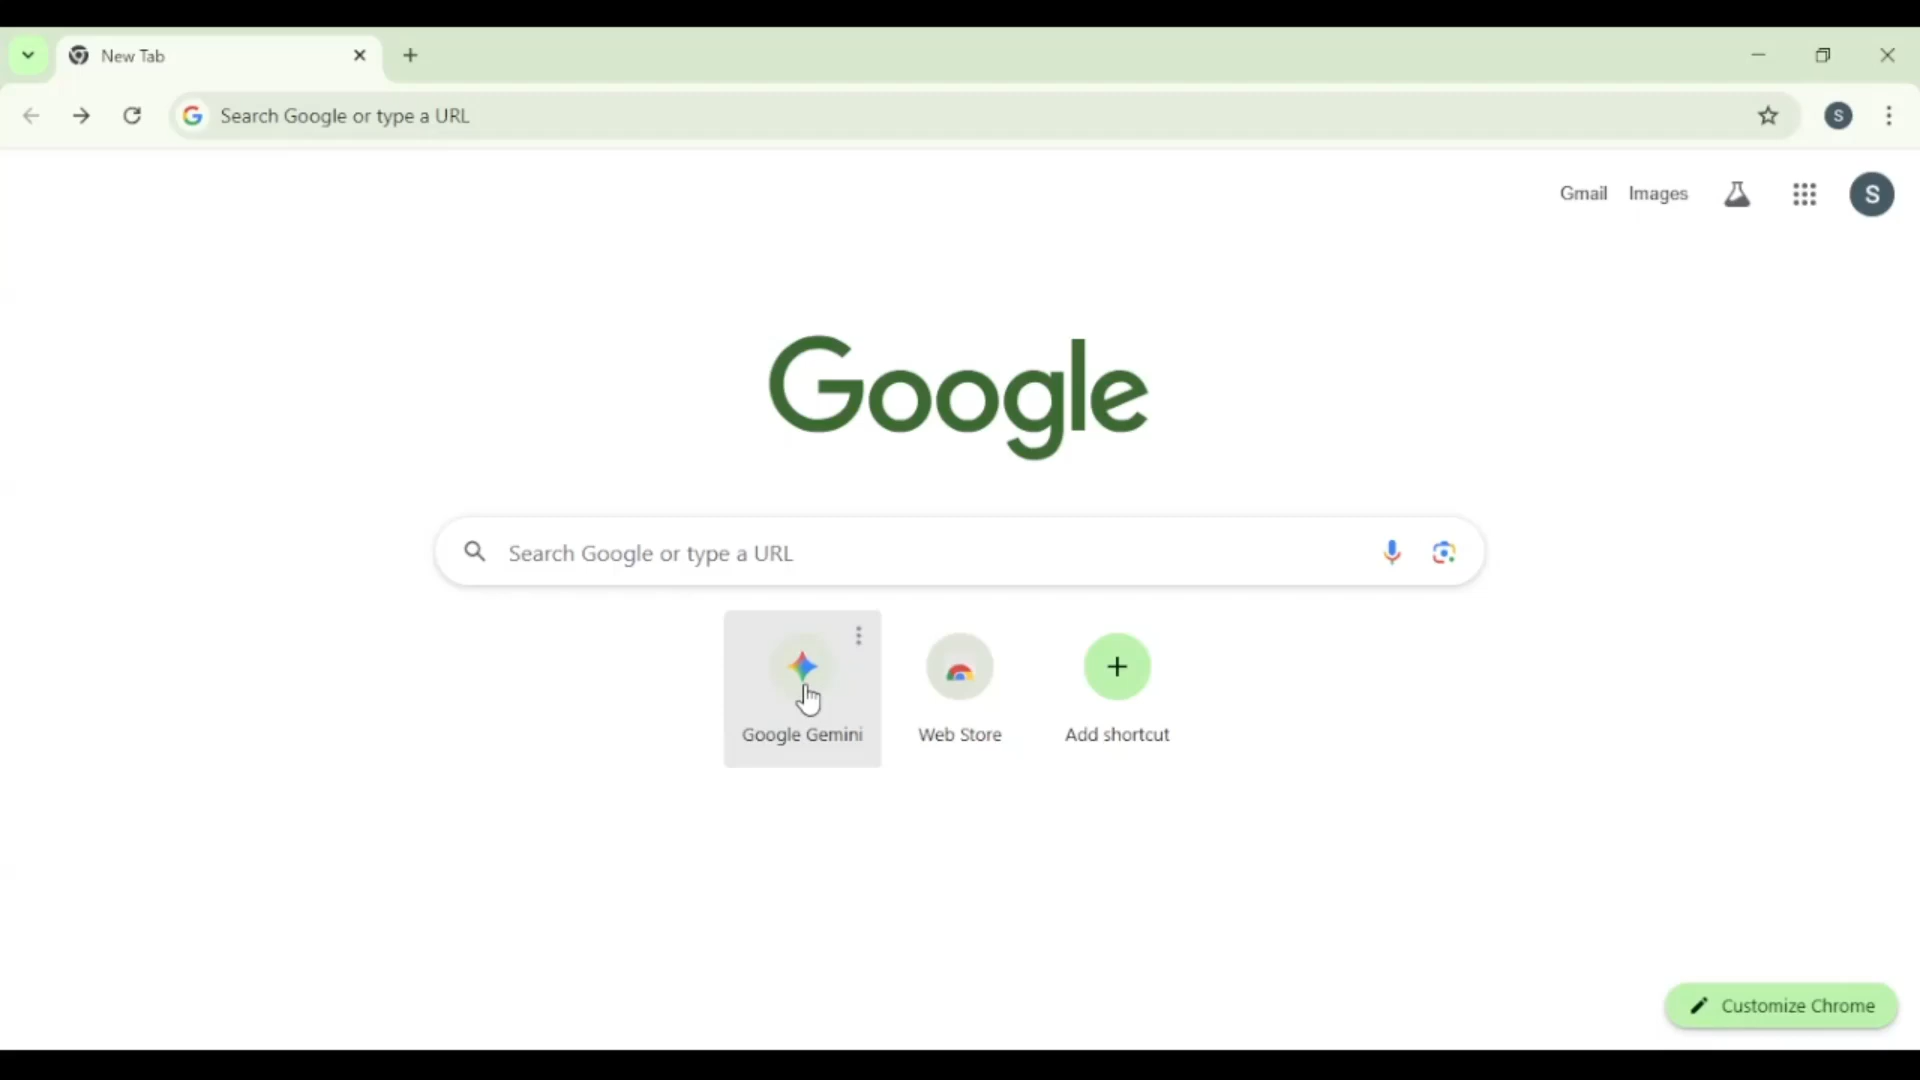 New Tab
Search Google or type a URL
S
Gmail Images S
Google
Search Google or type a URL
Google Gemini Web Store Add shortcut
Customize Chrome